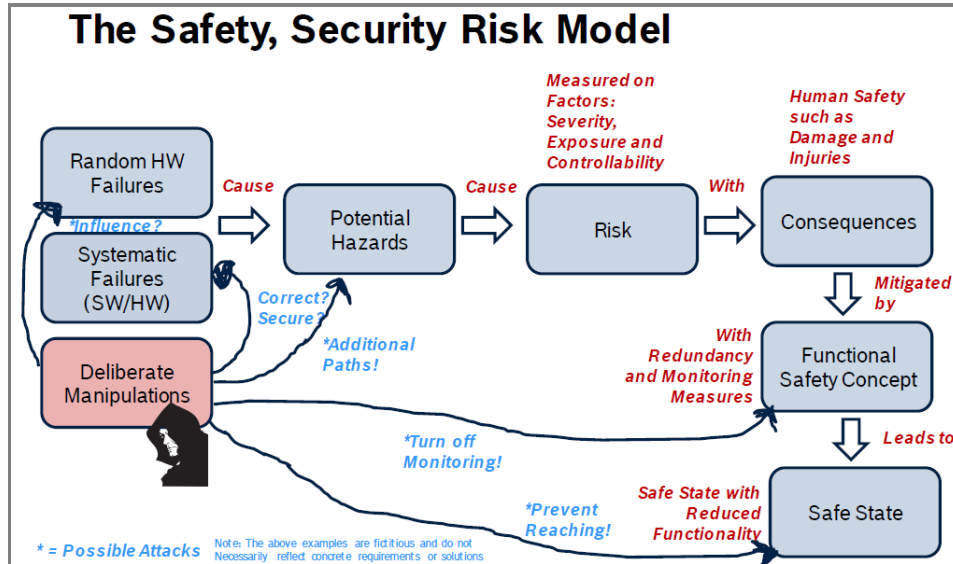 The Safety, Security Risk Model
Measured on
Factors:
Severity,
Exposure and
Controllability
Human Safety
such as
Damage and
Injuries
Random HW
Failures
Cause
Potential
Hazards
Cause
Risk
With
Consequences
*Influence?
Systematic
Failures
(SW/HW)
Correct?
Secure?
*Additional
Paths!
Mitigated
by
With
Redundancy
and Monitoring
Measures
Functional
Safety Concept
Deliberate
Manipulations
*Turn off
Monitoring!
Leads to
*Prevent
Reaching!
Safe State with
Reduced
Functionality
Safe State
* = Possible Attacks
Note: The above examples are fictitious and do not
Necessarily reflect concrete requirements or solutions